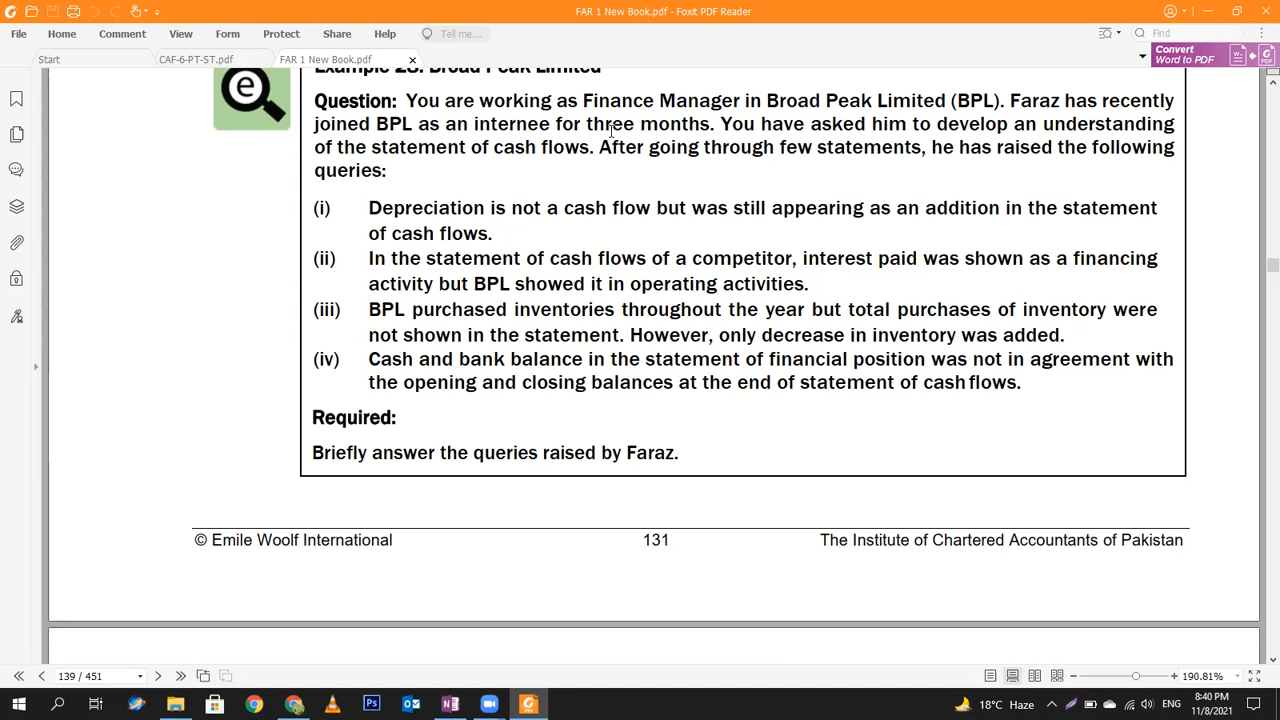 FAR 1 New Book.pdf - Foxit PDF Reader
File Home Comment View Form Protect Share Help Tell me... Find
Convert
Word to PDF
Start CAF-6-PT-ST.pdf FAR 1 New Book.pdf
Example 28: Broad Peak Limited
Question: You are working as Finance Manager in Broad Peak Limited (BPL). Faraz has recently
joined BPL as an internee for three months. You have asked him to develop an understanding
of the statement of cash flows. After going through few statements, he has raised the following
queries:
(i) Depreciation is not a cash flow but was still appearing as an addition in the statement
of cash flows.
(ii) In the statement of cash flows of a competitor, interest paid was shown as a financing
activity but BPL showed it in operating activities.
(iii) BPL purchased inventories throughout the year but total purchases of inventory were
not shown in the statement. However, only decrease in inventory was added.
(iv) Cash and bank balance in the statement of financial position was not in agreement with
the opening and closing balances at the end of statement of cash flows.
Required:
Briefly answer the queries raised by Faraz.
© Emile Woolf International 131 The Institute of Chartered Accountants of Pakistan
139 / 451 190.81%
18°C Haze ENG 8:40 PM
11/8/2021